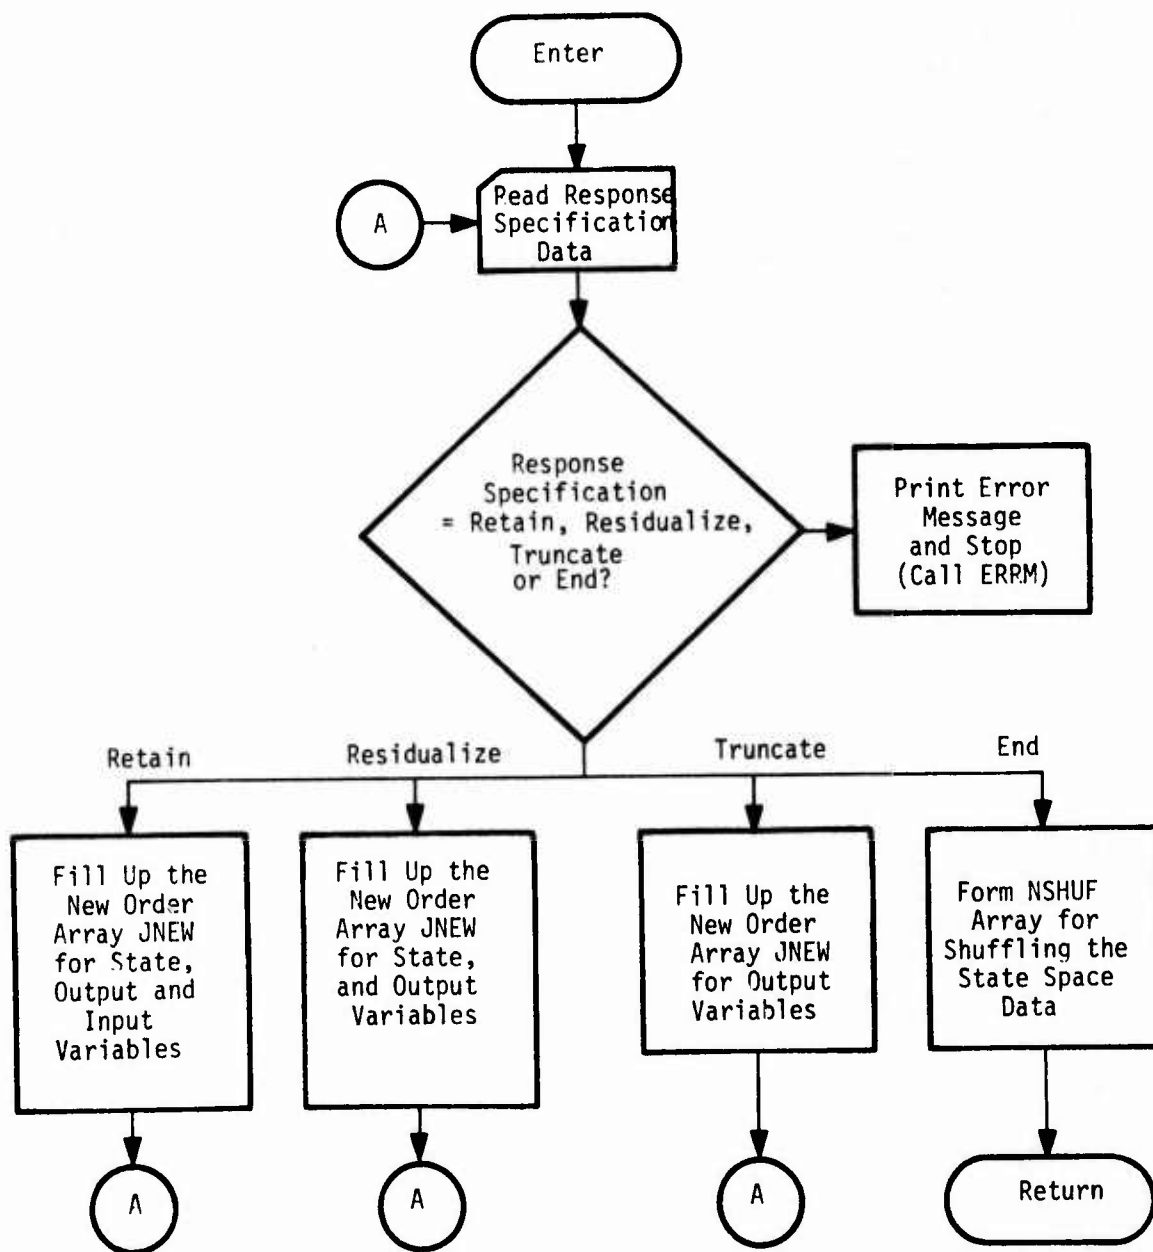 Enter
A
Read Response
Specification
Data
Response
Specification
= Retain, Residualize,
Truncate
or End?
Print Error
Message
and Stop
(Call ERRM)
Retain
Residualize
Truncate
End
Fill Up the
New Order
Array JNEW
for State,
Output and
Input
Variables
Fill Up the
New Order
Array JNEW
for State,
and Output
Variables
Fill Up the
New Order
Array JNEW
for Output
Variables
Form NSHUF
Array for
Shuffling the
State Space
Data
A
A
A
Return